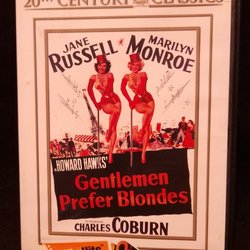 20TH CENTURY CLASSICS
JANE MARILYN
RUSSELL MONROE
HOWARD HAWKS'
Gentlemen
Prefer Blondes
CHARLES COBURN